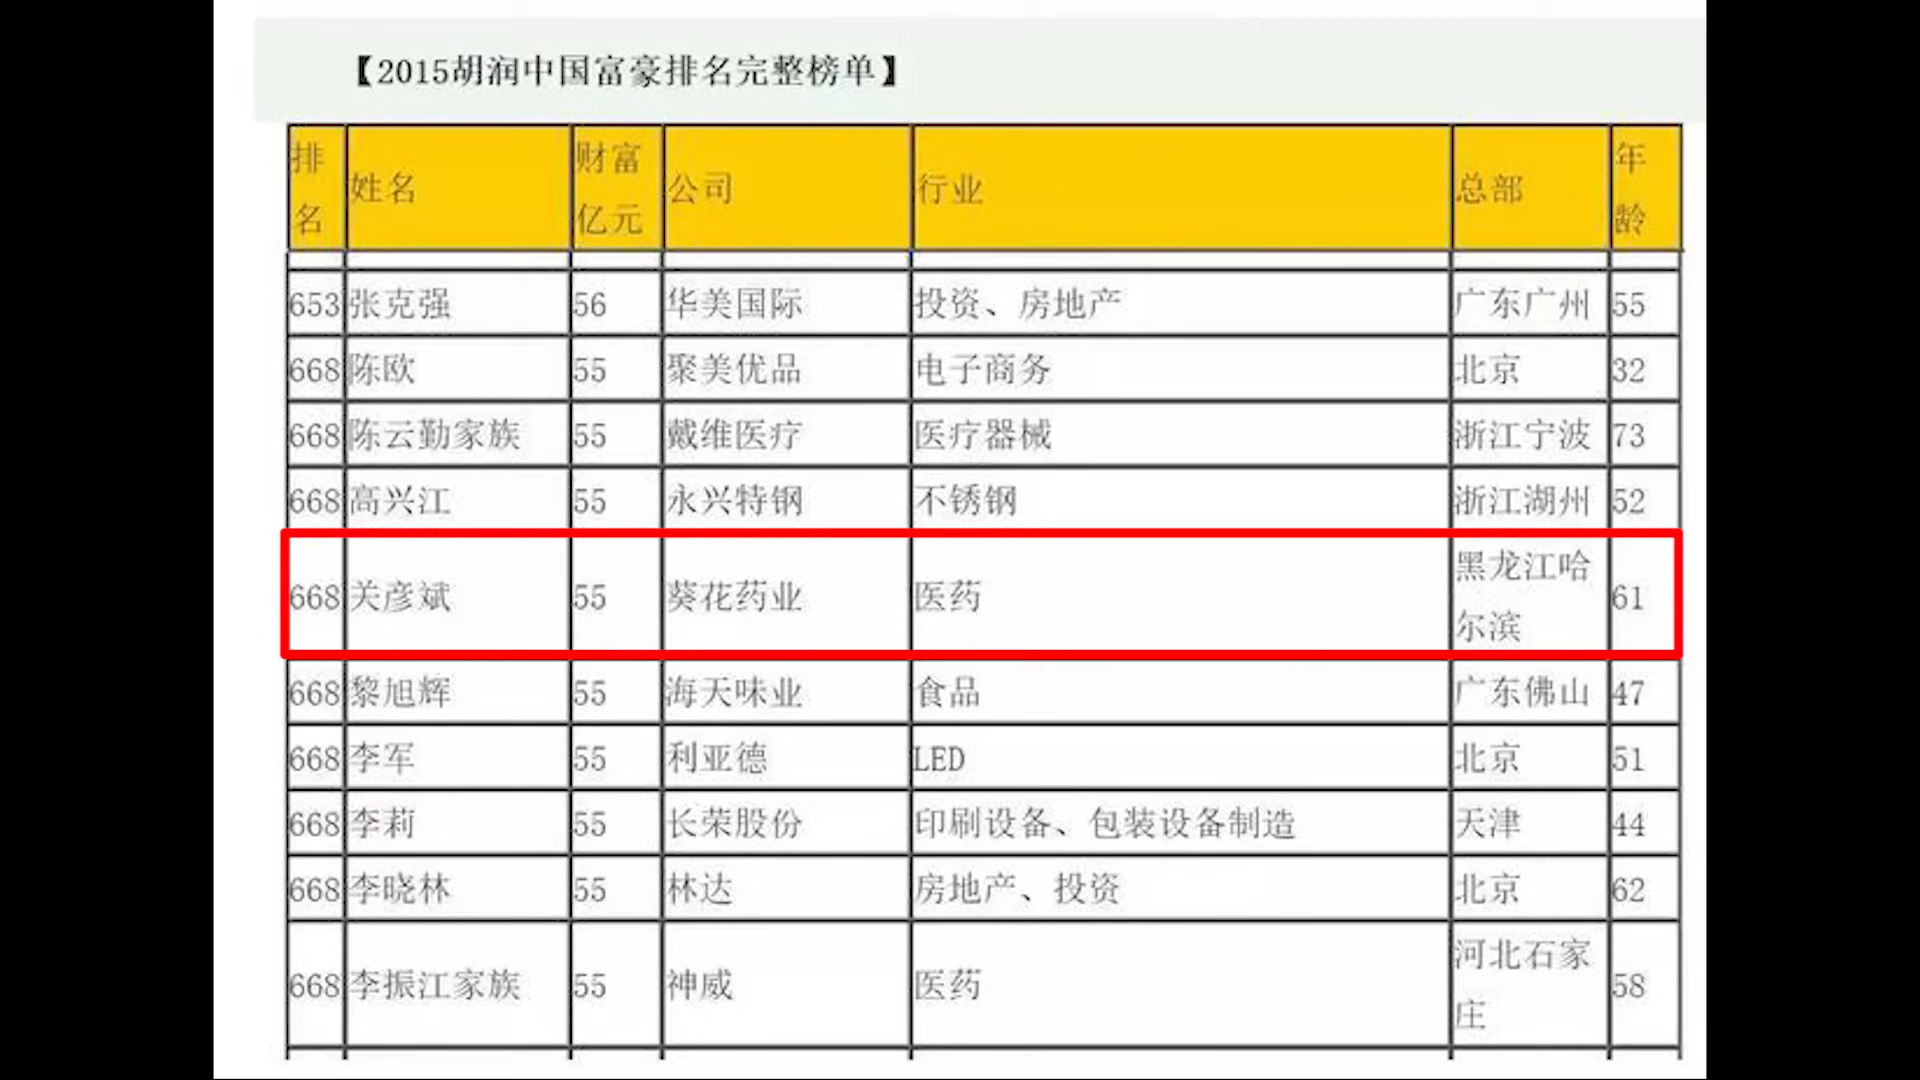 【2015胡润中国富豪排名完整榜单】
排名 姓名 财富亿元 公司 行业 总部 年龄
653 张克强 56 华美国际 投资、房地产 广东广州 55
668 陈欧 55 聚美优品 电子商务 北京 32
668 陈云勤家族 55 戴维医疗 医疗器械 浙江宁波 73
668 高兴江 55 永兴特钢 不锈钢 浙江湖州 52
668 关彦斌 55 葵花药业 医药 黑龙江哈尔滨 61
668 黎旭辉 55 海天味业 食品 广东佛山 47
668 李军 55 利亚德 LED 北京 51
668 李莉 55 长荣股份 印刷设备、包装设备制造 天津 44
668 李晓林 55 林达 房地产、投资 北京 62
668 李振江家族 55 神威 医药 河北石家庄 58